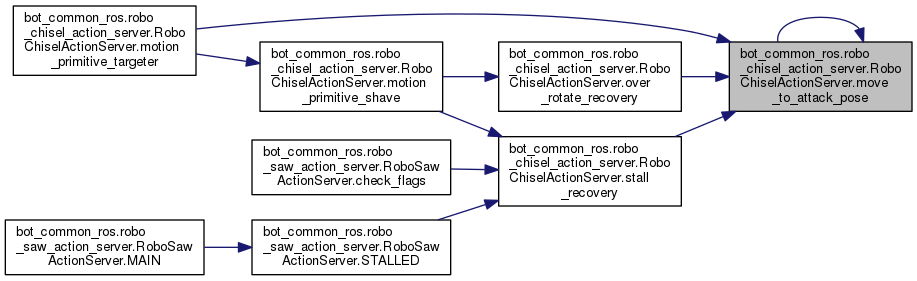 bot_common_ros.robo
_chisel_action_server.Robo
ChiselActionServer.motion
_primitive_targeter
bot_common_ros.robo
_chisel_action_server.Robo
ChiselActionServer.motion
_primitive_shave
bot_common_ros.robo
_chisel_action_server.Robo
ChiselActionServer.over
_rotate_recovery
bot_common_ros.robo
_chisel_action_server.Robo
ChiselActionServer.move
_to_attack_pose
bot_common_ros.robo
_saw_action_server.RoboSaw
ActionServer.check_flags
bot_common_ros.robo
_chisel_action_server.Robo
ChiselActionServer.stall
_recovery
bot_common_ros.robo
_saw_action_server.RoboSaw
ActionServer.MAIN
bot_common_ros.robo
_saw_action_server.RoboSaw
ActionServer.STALLED